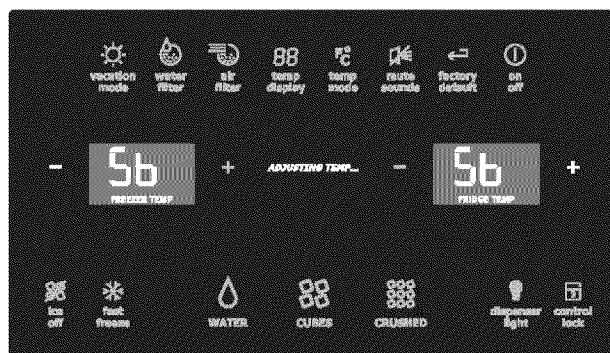 vacation water air 88 temp °F °C mute factory on
mode filter filter display mode sounds default off
- Sb + ADJUSTING TEMP... - Sb +
FREEZER TEMP FRIDGE TEMP
ice fast WATER CUBES CRUSHED dispenser control
off freeze light lock